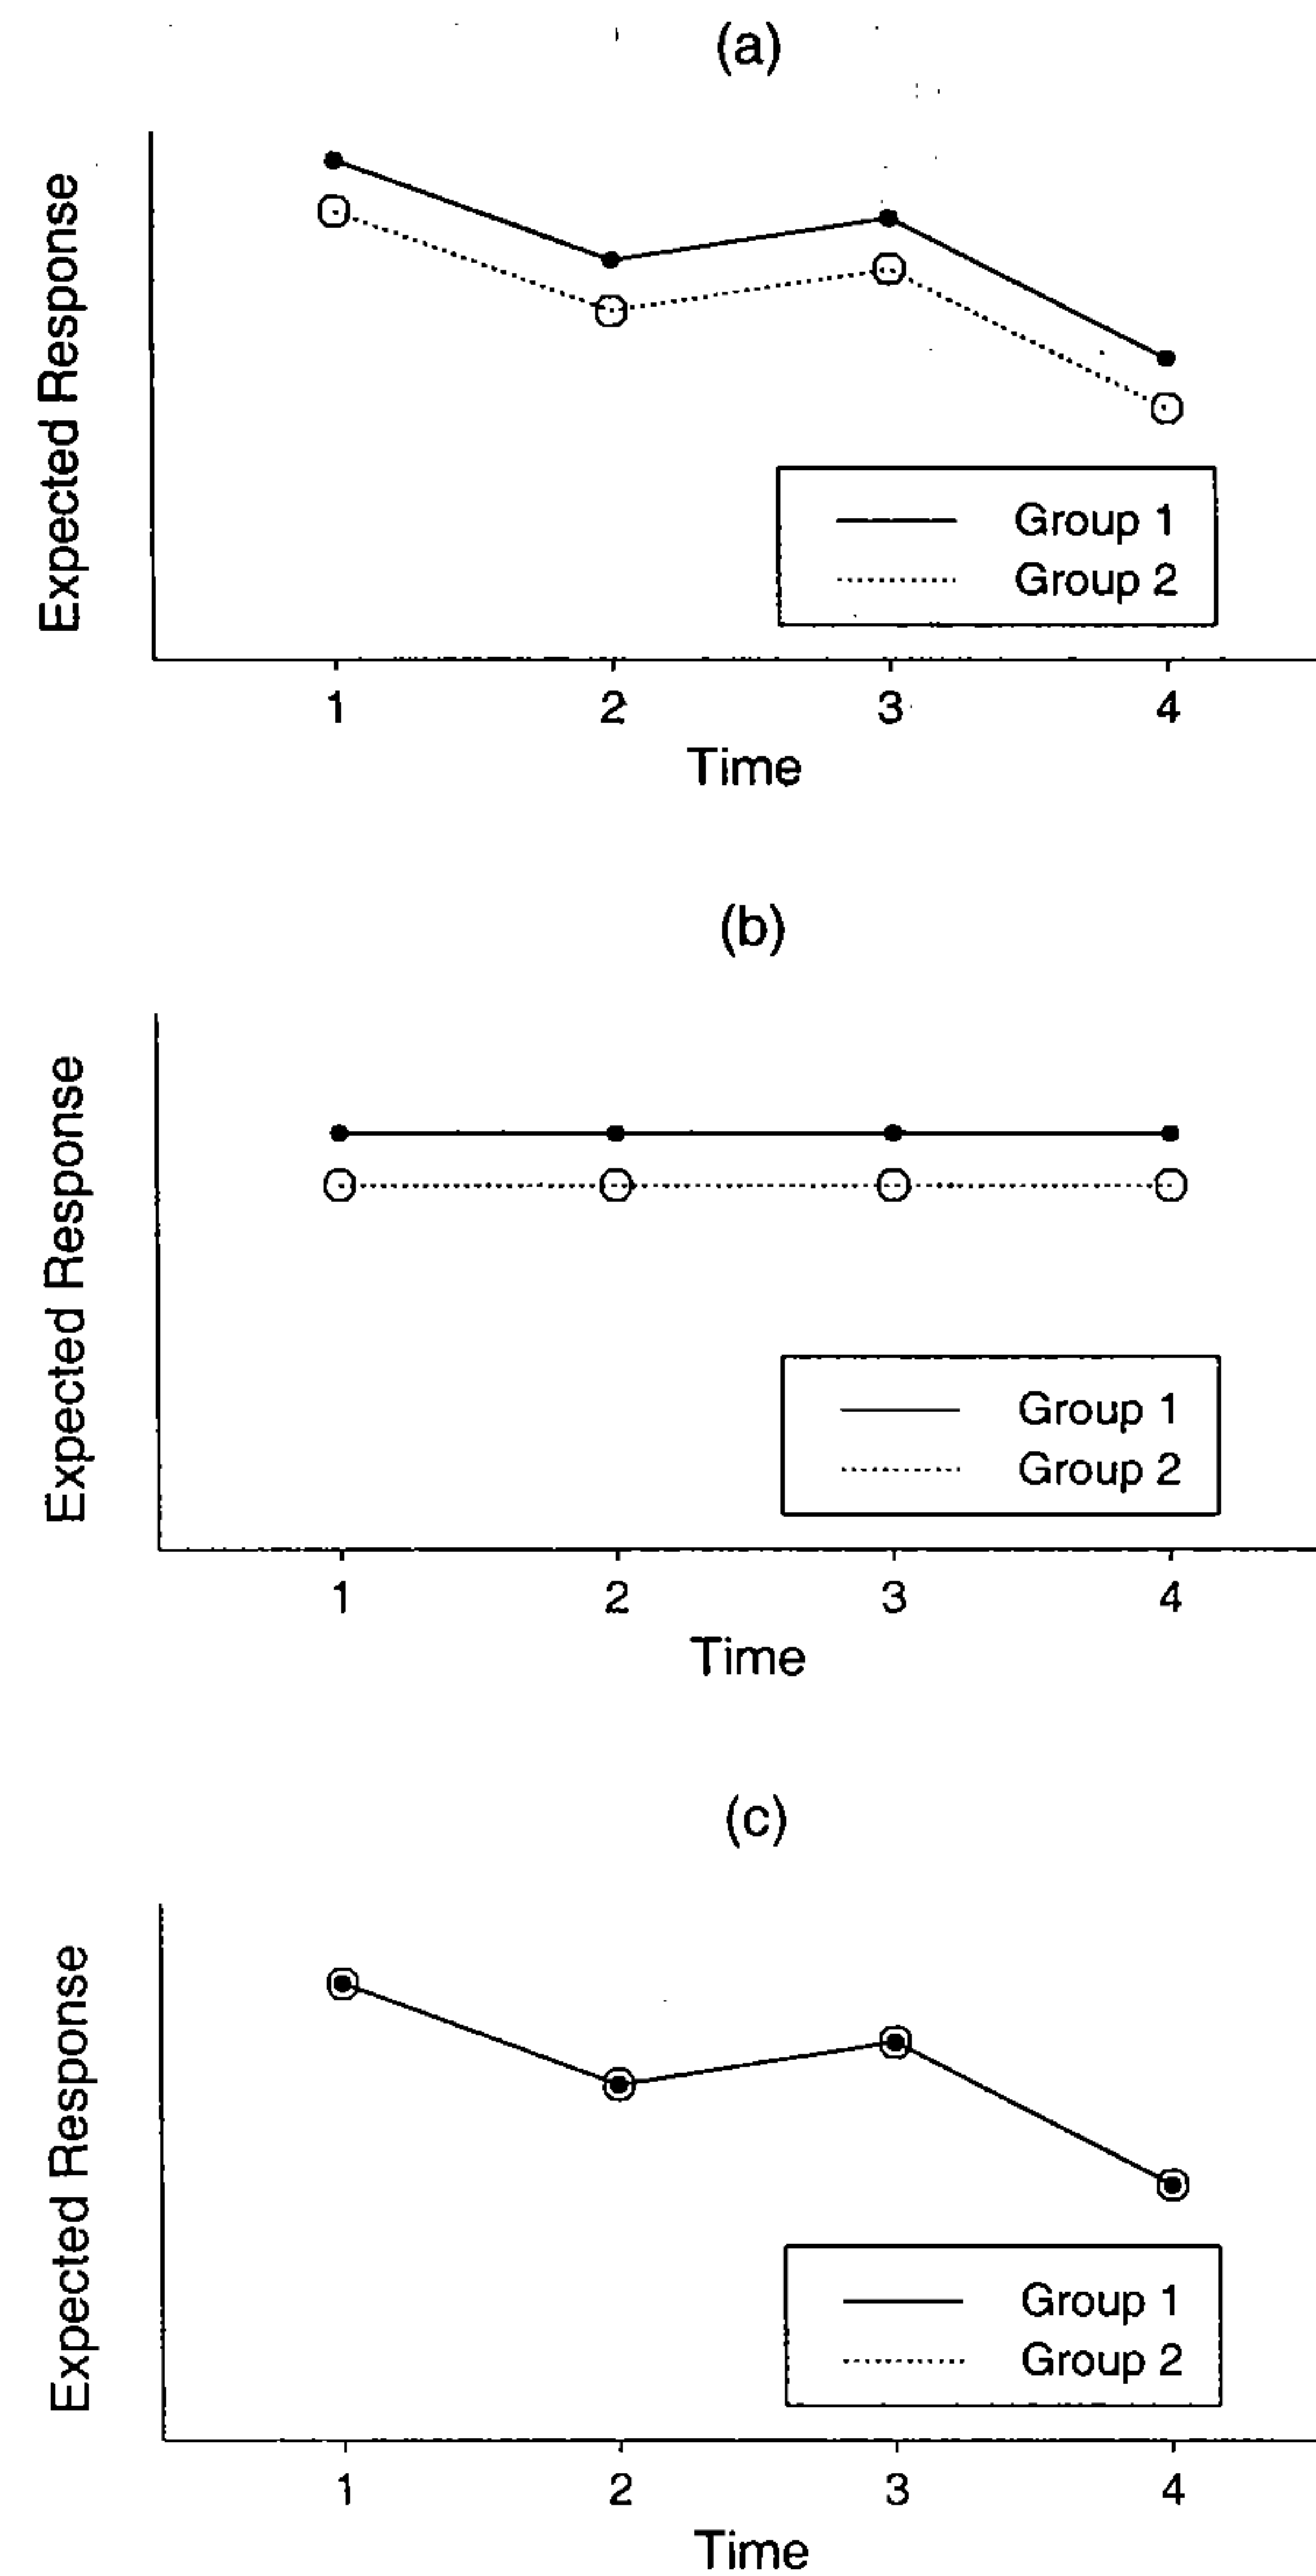 (a)
Expected Response
Group 1
Group 2
1 2 3 4
Time
(b)
Expected Response
Group 1
Group 2
1 2 3 4
Time
(c)
Expected Response
Group 1
Group 2
1 2 3 4
Time